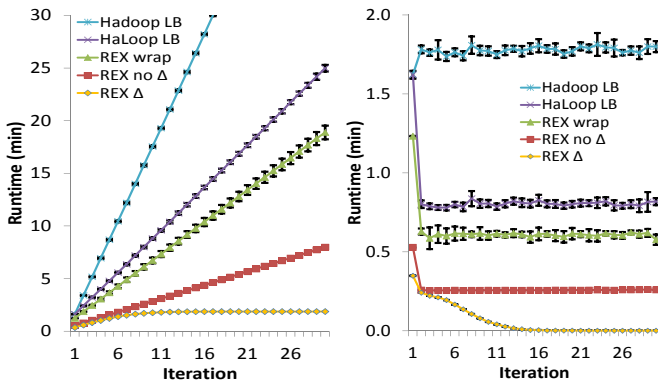 Hadoop LB
HaLoop LB
REX wrap
REX no Δ
REX Δ
Runtime (min)
30
25
20
15
10
5
0
1 6 11 16 21 26
Iteration
Hadoop LB
HaLoop LB
REX wrap
REX no Δ
REX Δ
Runtime (min)
2.0
1.5
1.0
0.5
0.0
1 6 11 16 21 26
Iteration